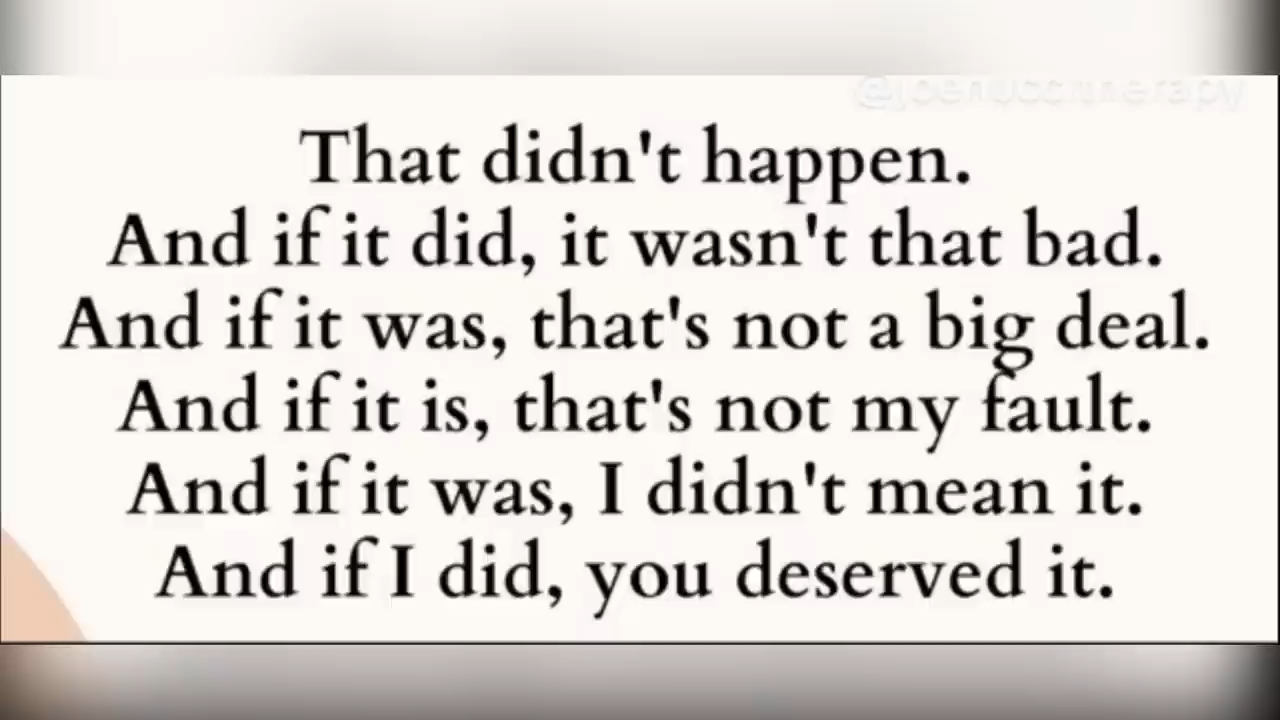 That didn't happen.
And if it did, it wasn't that bad.
And if it was, that's not a big deal.
And if it is, that's not my fault.
And if it was, I didn't mean it.
And if I did, you deserved it.